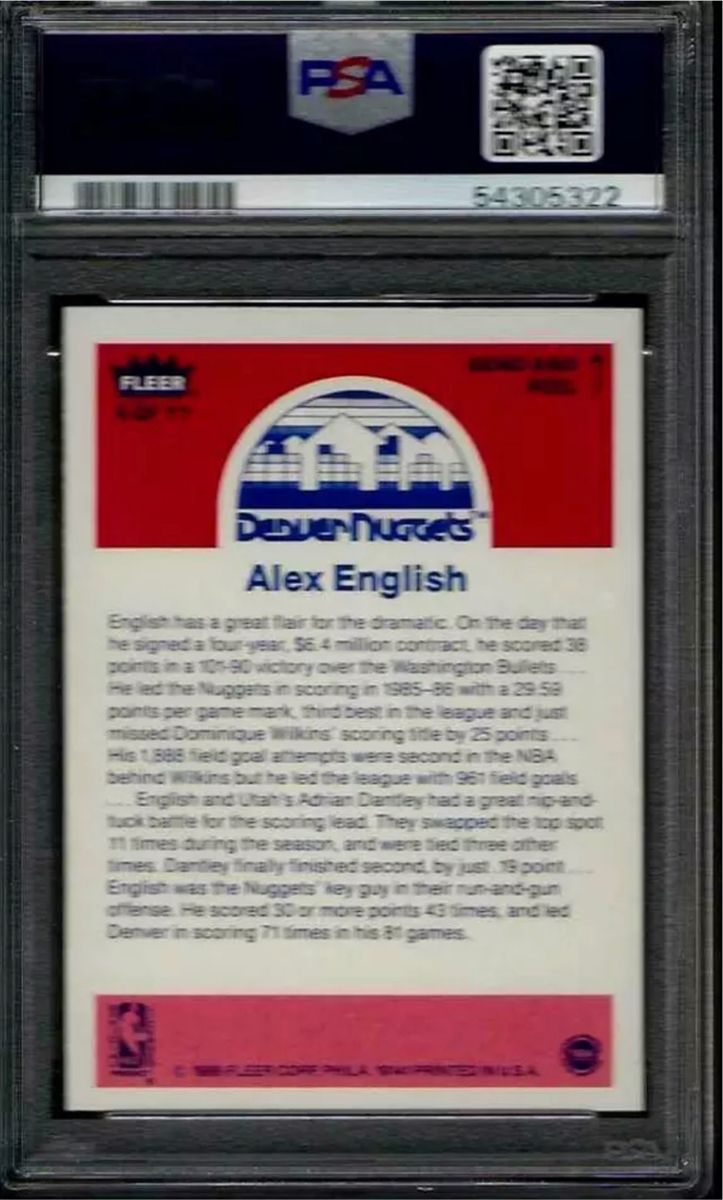 PSA
54305322
FLEER
4 OF 11
Denver Nuggets™
Alex English
English has a great flair for the dramatic. On the day that
he signed a four-year, $6.4 million contract, he scored 38
points in a 101-90 victory over the Washington Bullets ....
He led the Nuggets in scoring in 1985–86 with a 29.59
points per game mark, third best in the league and just
missed Dominique Wilkins' scoring title by 25 points ....
His 1,888 field goal attempts were second in the NBA
behind Wilkins but he led the league with 961 field goals
.... English and Utah's Adrian Dantley had a great nip-and-
tuck battle for the scoring lead. They swapped the top spot
11 times during the season, and were tied three other
times. Dantley finally finished second, by just .19 point ....
English was the Nuggets' key guy in their run-and-gun
offense. He scored 30 or more points 43 times, and led
Denver in scoring 71 times in his 81 games.
© 1986 FLEER CORP. PHILA. 19141 PRINTED IN U.S.A.
PSA